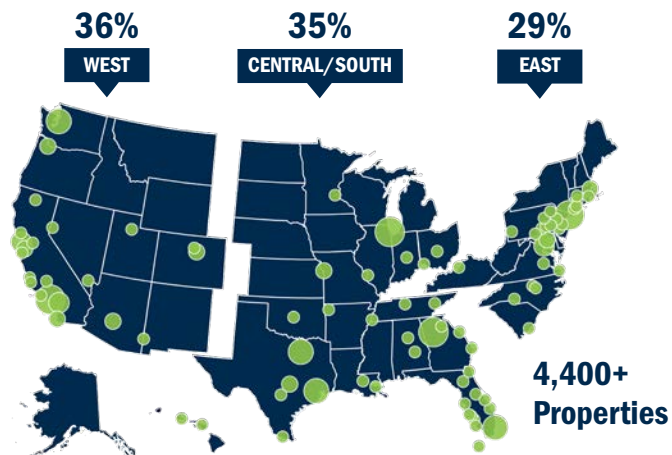 36%
35%
29%
WEST
CENTRAL/SOUTH
EAST
4,400+
Properties